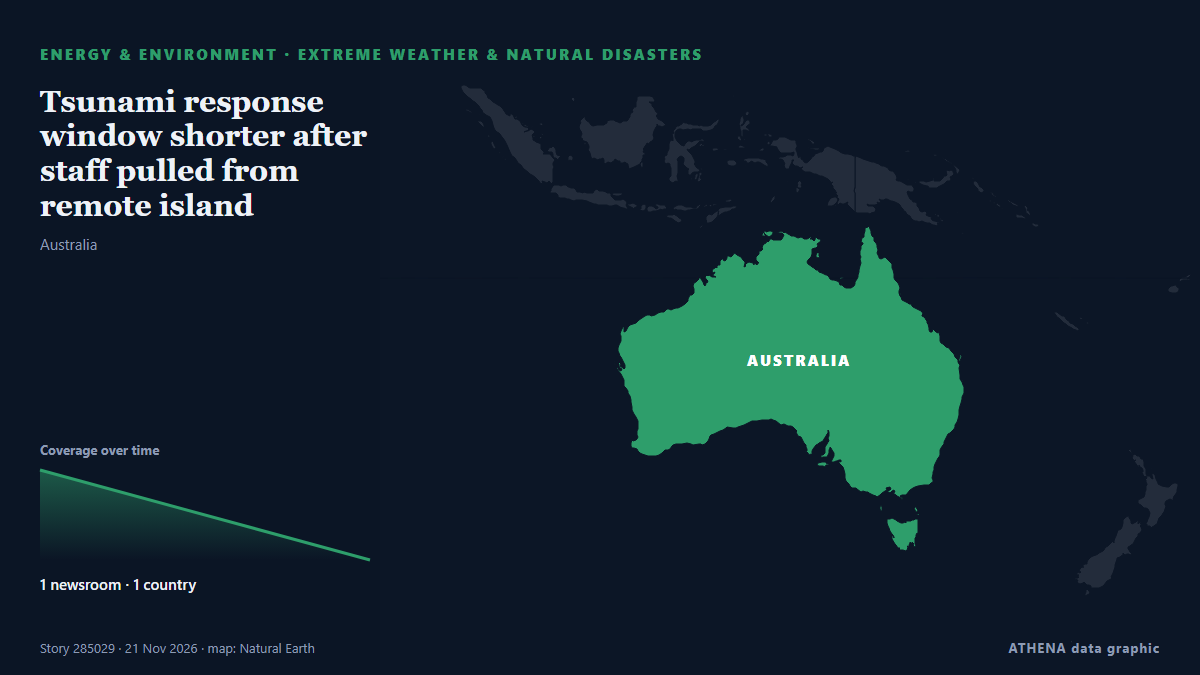 ENERGY & ENVIRONMENT · EXTREME WEATHER & NATURAL DISASTERS
Tsunami response
window shorter after
staff pulled from
remote island
Australia
AUSTRALIA
Coverage over time
1 newsroom · 1 country
Story 285029 · 21 Nov 2026 · map: Natural Earth
ATHENA data graphic